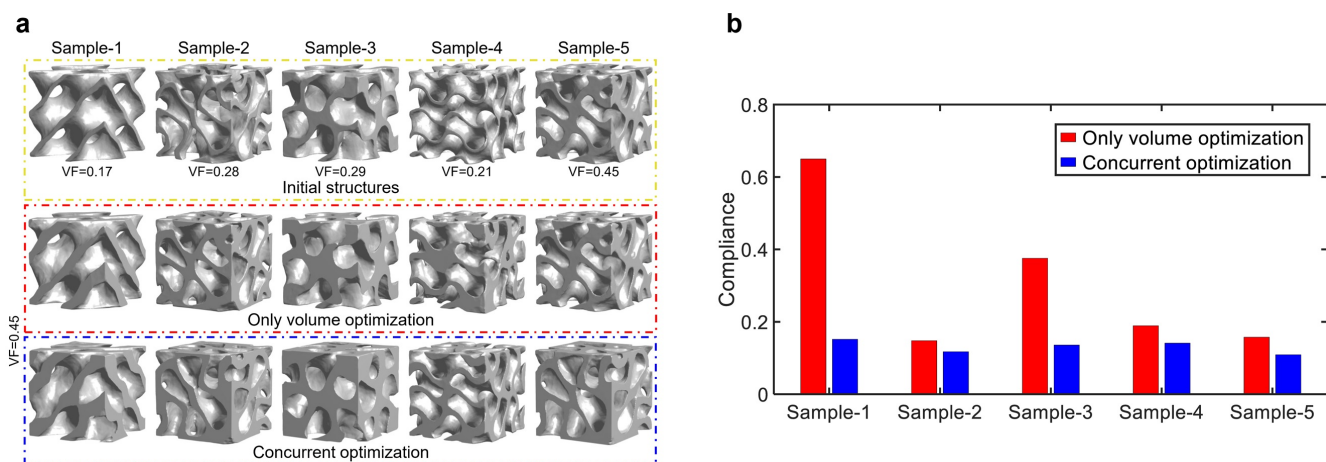 a
Sample-1 Sample-2 Sample-3 Sample-4 Sample-5
VF=0.17 VF=0.28 VF=0.29 VF=0.21 VF=0.45
Initial structures
Only volume optimization
VF=0.45
Concurrent optimization
b
0.8
0.6
0.4
0.2
0
Compliance
Only volume optimization
Concurrent optimization
Sample-1 Sample-2 Sample-3 Sample-4 Sample-5